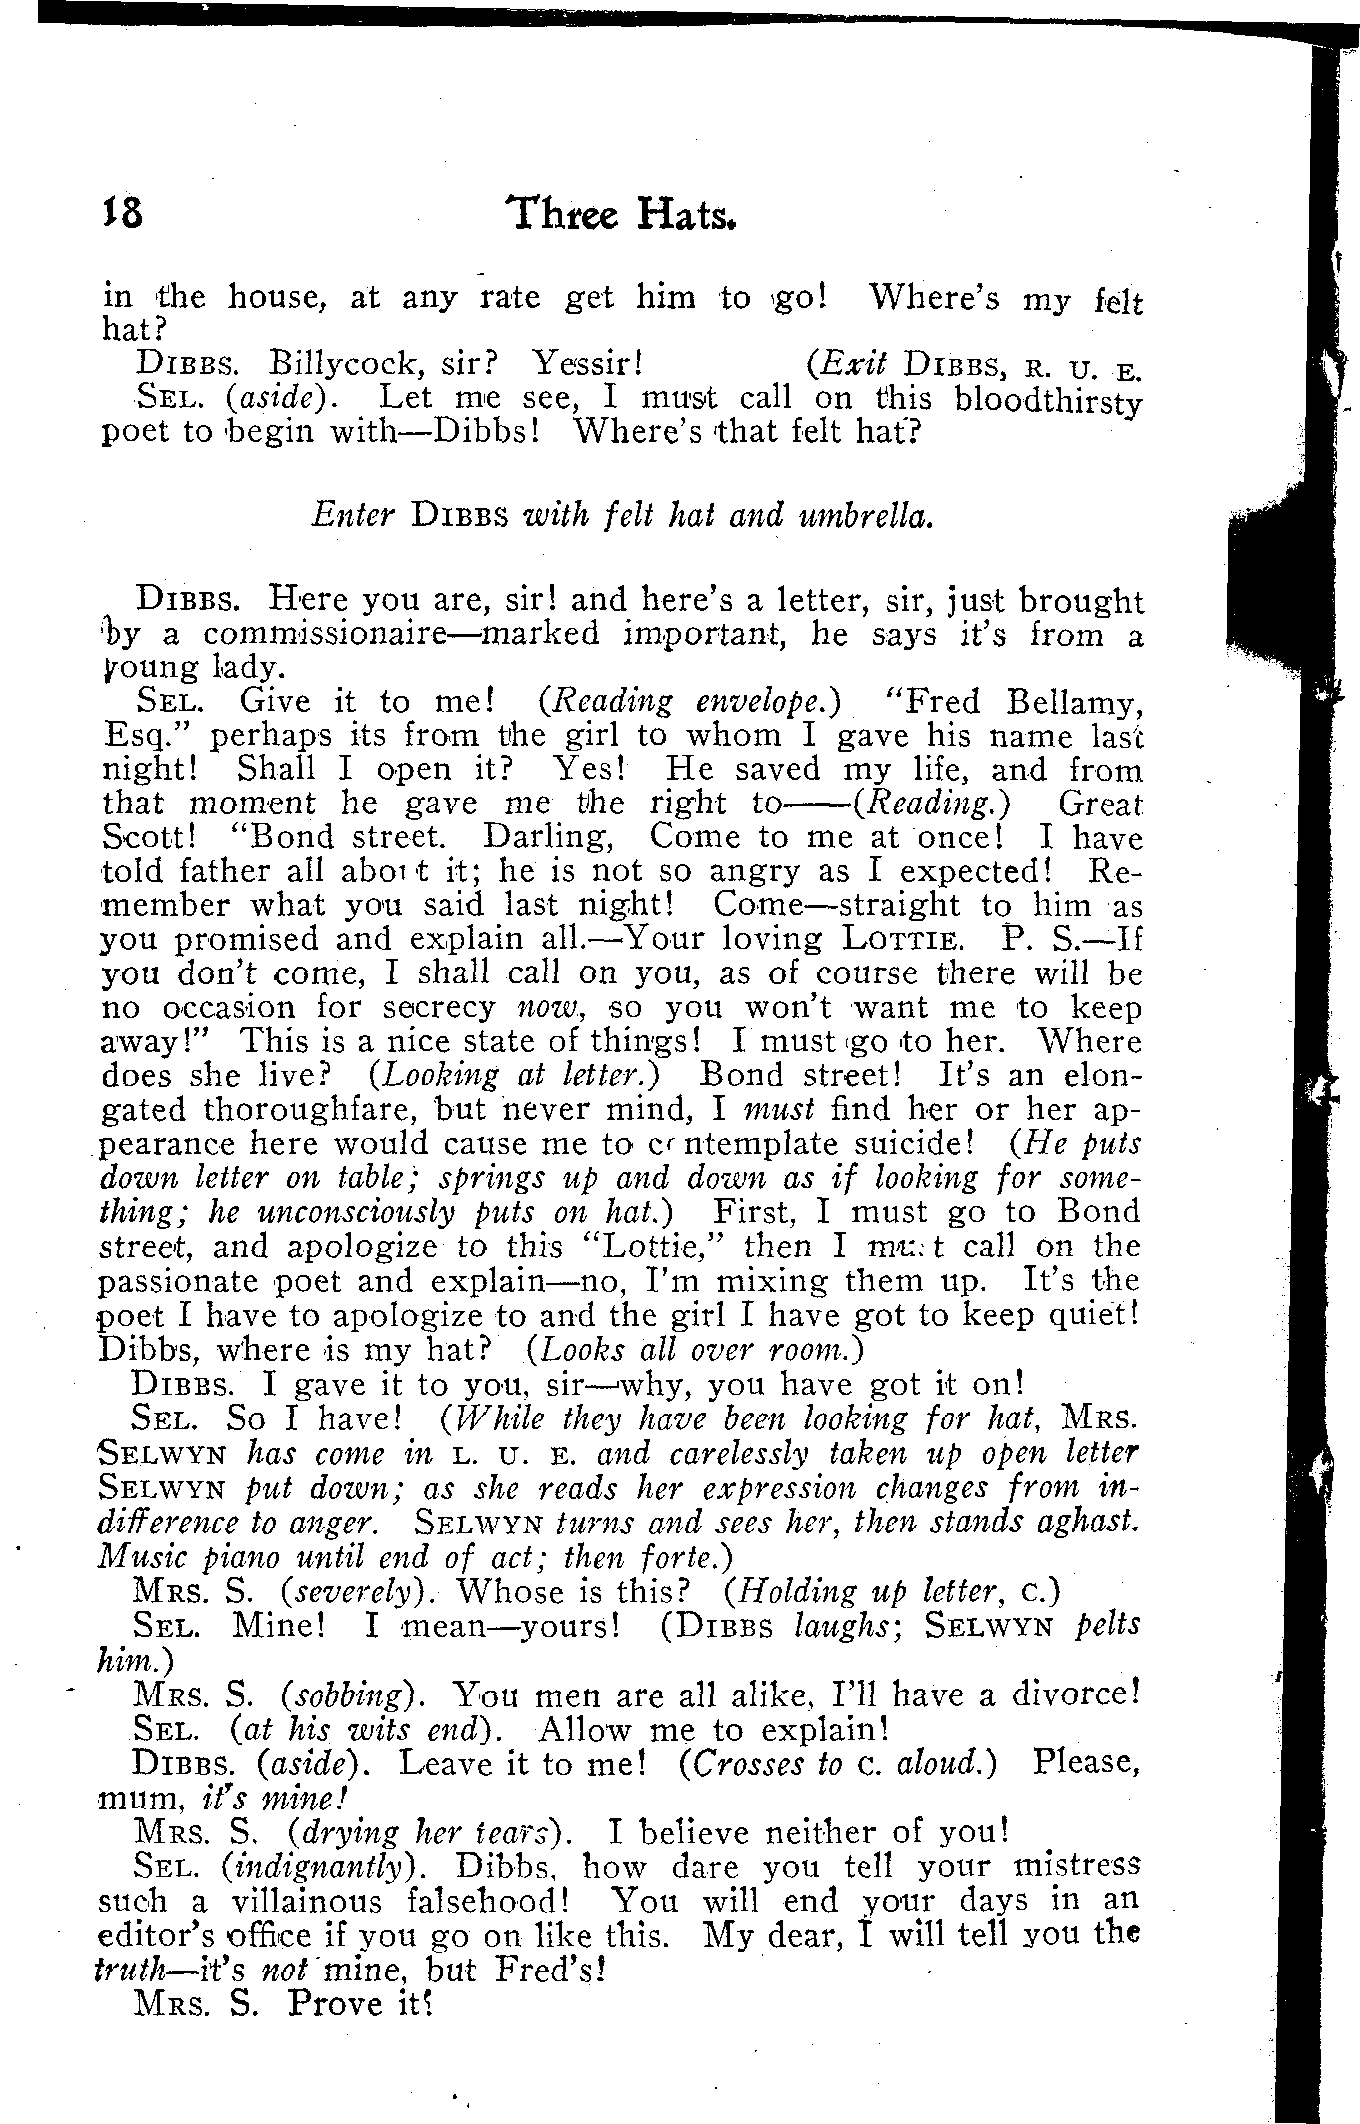 18 Three Hats.
in the house, at any rate get him to go! Where's my felt
hat?
DIBBS. Billycock, sir? Yessir! (Exit DIBBS, R. U. E.
SEL. (aside). Let me see, I must call on this bloodthirsty
poet to begin with—Dibbs! Where's that felt hat?
Enter DIBBS with felt hat and umbrella.
DIBBS. Here you are, sir! and here's a letter, sir, just brought
by a commissionaire—marked important, he says it's from a
young lady.
SEL. Give it to me! (Reading envelope.) "Fred Bellamy,
Esq." perhaps its from the girl to whom I gave his name last
night! Shall I open it? Yes! He saved my life, and from
that moment he gave me the right to——(Reading.) Great
Scott! "Bond street. Darling, Come to me at once! I have
told father all about it; he is not so angry as I expected! Re-
member what you said last night! Come—straight to him as
you promised and explain all.—Your loving LOTTIE. P. S.—If
you don't come, I shall call on you, as of course there will be
no occasion for secrecy now, so you won't want me to keep
away!" This is a nice state of things! I must go to her. Where
does she live? (Looking at letter.) Bond street! It's an elon-
gated thoroughfare, but never mind, I must find her or her ap-
pearance here would cause me to contemplate suicide! (He puts
down letter on table; springs up and down as if looking for some-
thing; he unconsciously puts on hat.) First, I must go to Bond
street, and apologize to this "Lottie," then I must call on the
passionate poet and explain—no, I'm mixing them up. It's the
poet I have to apologize to and the girl I have got to keep quiet!
Dibbs, where is my hat? (Looks all over room.)
DIBBS. I gave it to you, sir—why, you have got it on!
SEL. So I have! (While they have been looking for hat, MRS.
SELWYN has come in L. U. E. and carelessly taken up open letter
SELWYN put down; as she reads her expression changes from in-
difference to anger. SELWYN turns and sees her, then stands aghast.
Music piano until end of act; then forte.)
MRS. S. (severely). Whose is this? (Holding up letter, C.)
SEL. Mine! I mean—yours! (DIBBS laughs; SELWYN pelts
him.)
MRS. S. (sobbing). You men are all alike, I'll have a divorce!
SEL. (at his wits end). Allow me to explain!
DIBBS. (aside). Leave it to me! (Crosses to C. aloud.) Please,
mum, it's mine!
MRS. S. (drying her tears). I believe neither of you!
SEL. (indignantly). Dibbs, how dare you tell your mistress
such a villainous falsehood! You will end your days in an
editor's office if you go on like this. My dear, I will tell you the
truth—it's not mine, but Fred's!
MRS. S. Prove it!